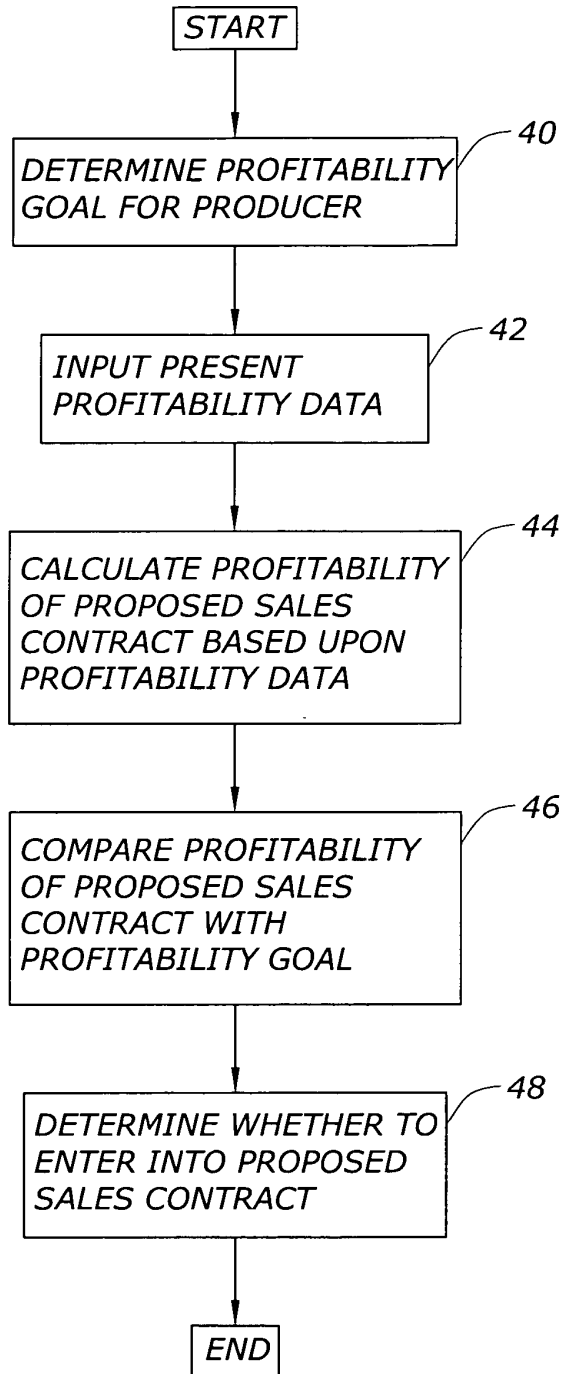 START
40
DETERMINE PROFITABILITY
GOAL FOR PRODUCER
42
INPUT PRESENT
PROFITABILITY DATA
44
CALCULATE PROFITABILITY
OF PROPOSED SALES
CONTRACT BASED UPON
PROFITABILITY DATA
46
COMPARE PROFITABILITY
OF PROPOSED SALES
CONTRACT WITH
PROFITABILITY GOAL
48
DETERMINE WHETHER TO
ENTER INTO PROPOSED
SALES CONTRACT
END